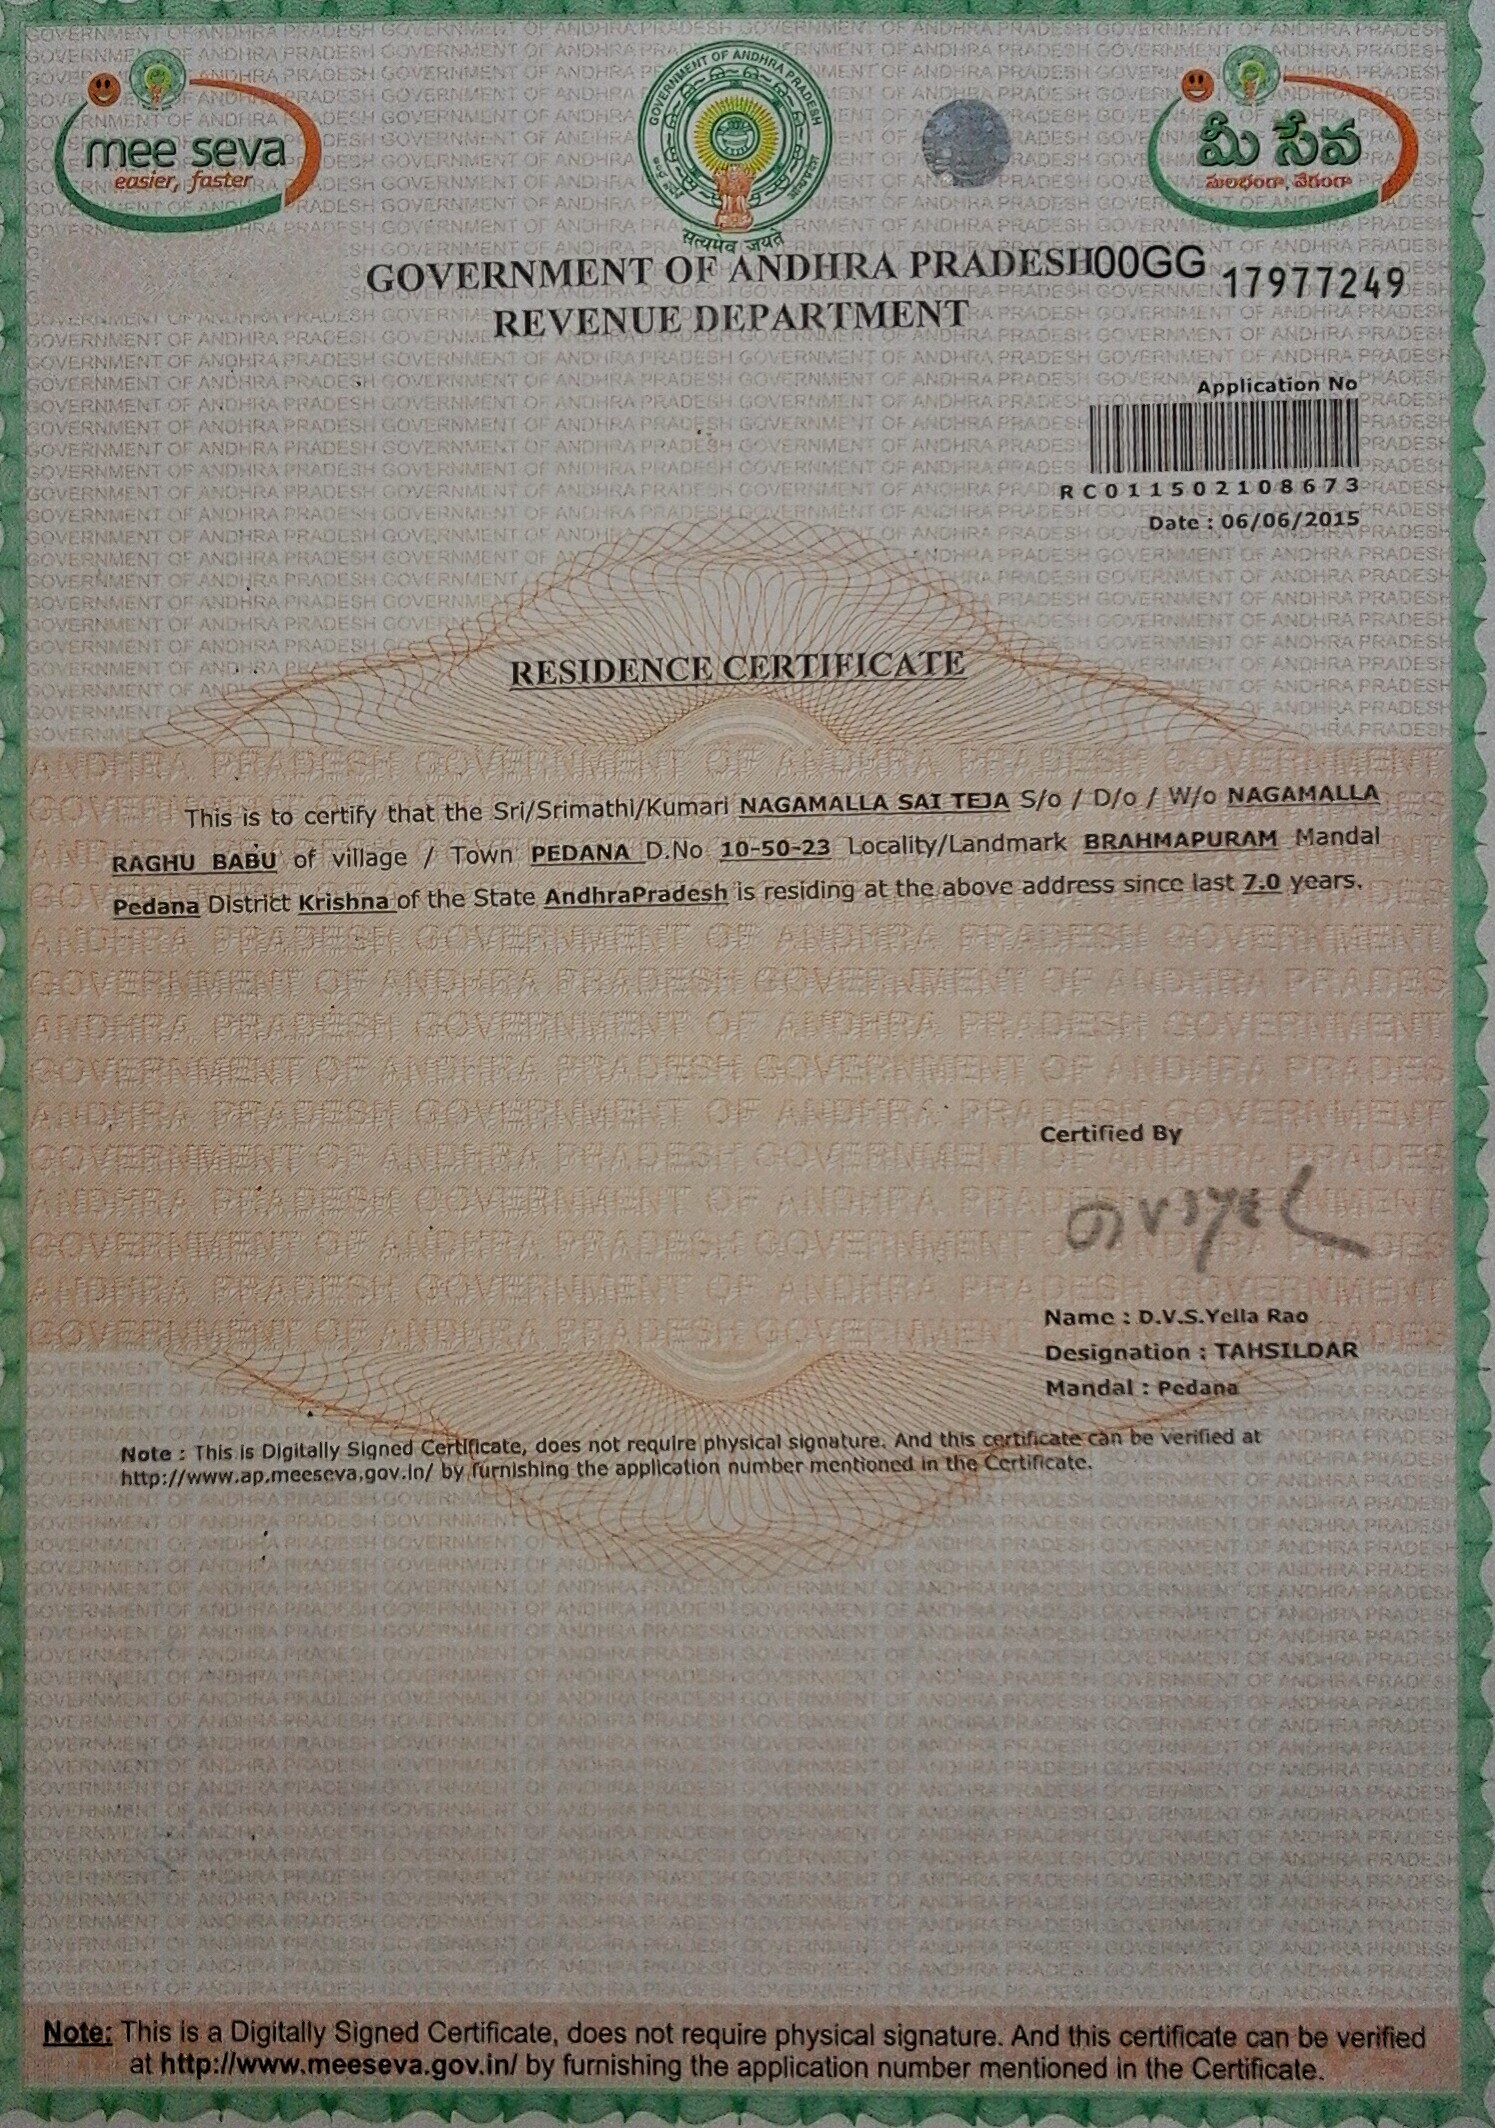 mee seva
easier, faster
GOVERNMENT OF ANDHRA PRADESH
सत्यमेव जयते
మీ సేవ
సులభంగా, వేగంగా
GOVERNMENT OF ANDHRA PRADESH00GG 17977249
REVENUE DEPARTMENT
Application No
RC011502108673
Date : 06/06/2015
RESIDENCE CERTIFICATE
This is to certify that the Sri/Srimathi/Kumari NAGAMALLA SAI TEJA S/o / D/o / W/o NAGAMALLA
RAGHU BABU of village / Town PEDANA D.No 10-50-23 Locality/Landmark BRAHMAPURAM Mandal
Pedana District Krishna of the State AndhraPradesh is residing at the above address since last 7.0 years.
Certified By
Name : D.V.S.Yella Rao
Designation : TAHSILDAR
Mandal : Pedana
Note : This is Digitally Signed Certificate, does not require physical signature. And this certificate can be verified at
http://www.ap.meeseva.gov.in/ by furnishing the application number mentioned in the Certificate.
Note: This is a Digitally Signed Certificate, does not require physical signature. And this certificate can be verified
at http://www.meeseva.gov.in/ by furnishing the application number mentioned in the Certificate.